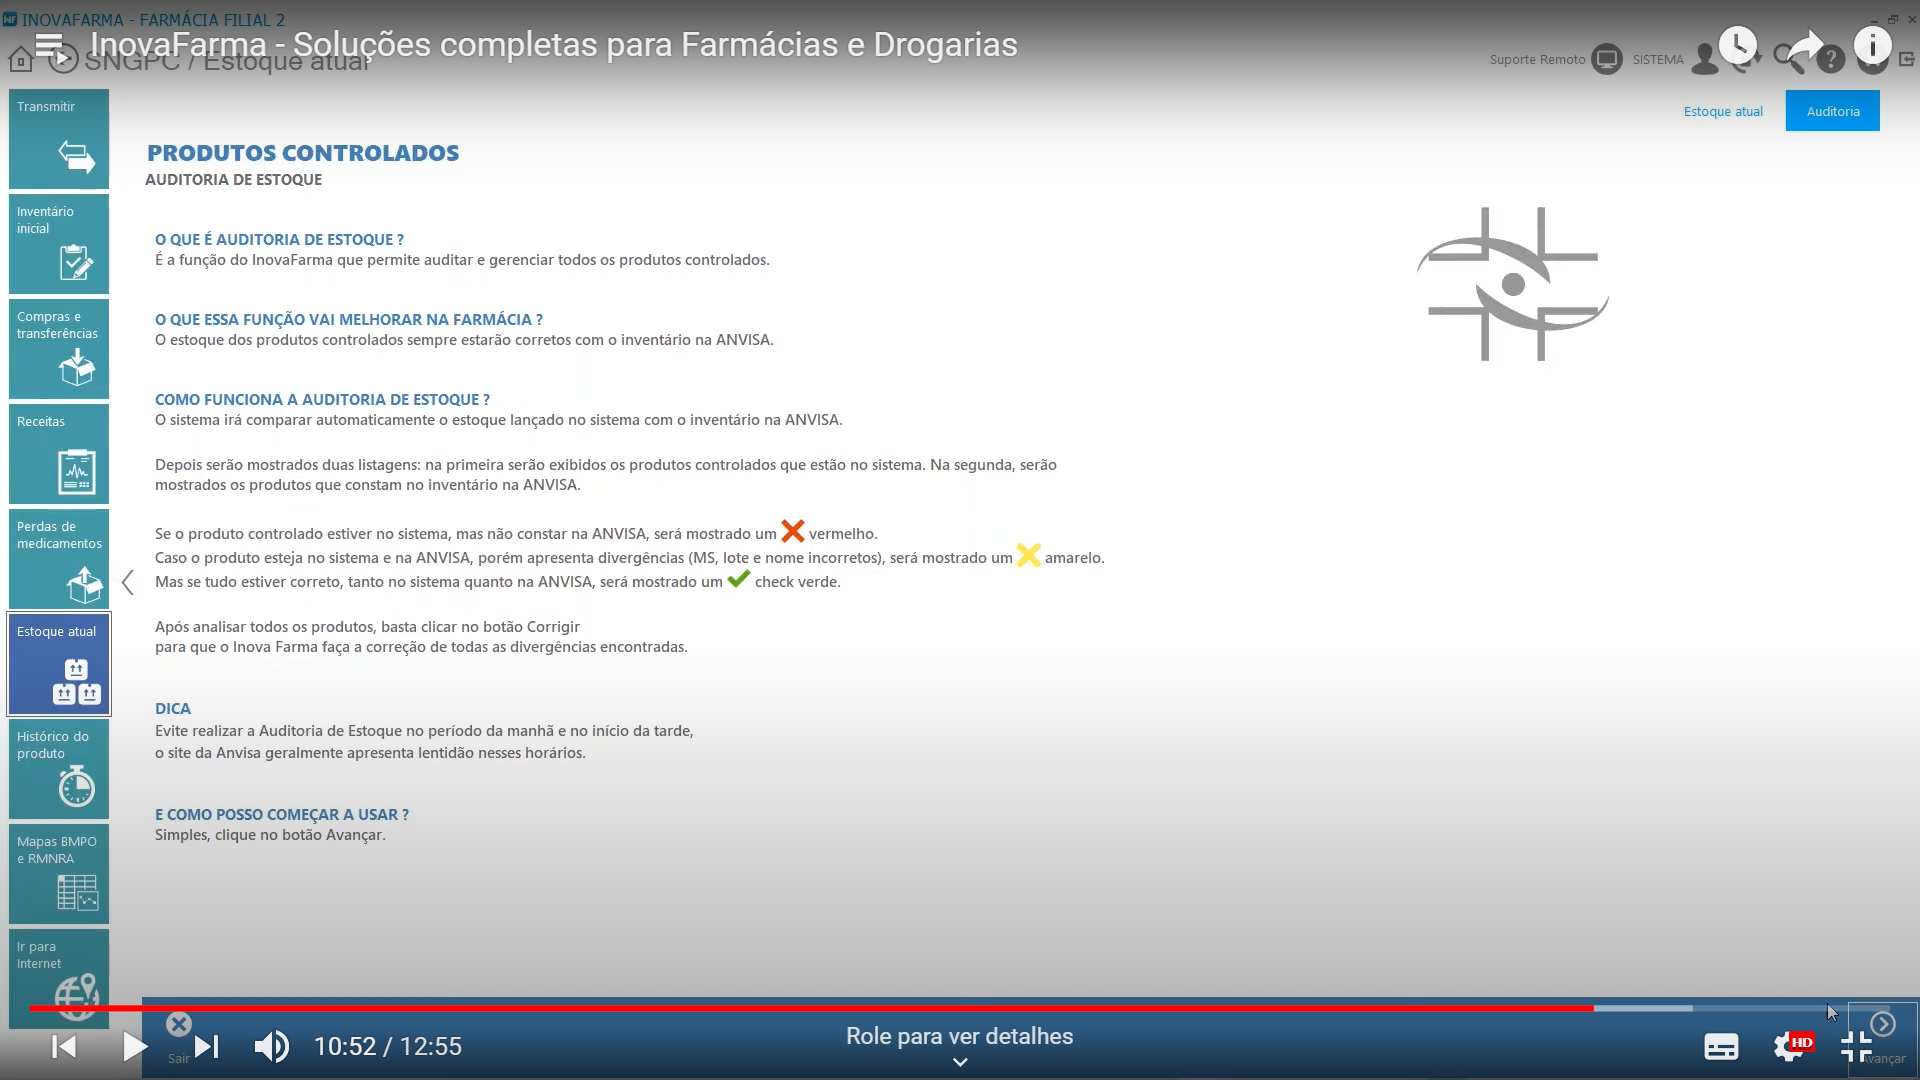 INOVAFARMA - FARMÁCIA FILIAL 2
InovaFarma - Soluções completas para Farmácias e Drogarias
SNGPC / Estoque atual
Suporte Remoto
SISTEMA
Estoque atual
Auditoria
Transmitir
Inventário
inicial
Compras e
transferências
Receitas
Perdas de
medicamentos
Estoque atual
Histórico do
produto
Mapas BMPO
e RMNRA
Ir para
Internet
PRODUTOS CONTROLADOS
AUDITORIA DE ESTOQUE
O QUE É AUDITORIA DE ESTOQUE ?
É a função do InovaFarma que permite auditar e gerenciar todos os produtos controlados.
O QUE ESSA FUNÇÃO VAI MELHORAR NA FARMÁCIA ?
O estoque dos produtos controlados sempre estarão corretos com o inventário na ANVISA.
COMO FUNCIONA A AUDITORIA DE ESTOQUE ?
O sistema irá comparar automaticamente o estoque lançado no sistema com o inventário na ANVISA.
Depois serão mostrados duas listagens: na primeira serão exibidos os produtos controlados que estão no sistema. Na segunda, serão
mostrados os produtos que constam no inventário na ANVISA.
Se o produto controlado estiver no sistema, mas não constar na ANVISA, será mostrado um vermelho.
Caso o produto esteja no sistema e na ANVISA, porém apresenta divergências (MS, lote e nome incorretos), será mostrado um amarelo.
Mas se tudo estiver correto, tanto no sistema quanto na ANVISA, será mostrado um check verde.
Após analisar todos os produtos, basta clicar no botão Corrigir
para que o Inova Farma faça a correção de todas as divergências encontradas.
DICA
Evite realizar a Auditoria de Estoque no período da manhã e no início da tarde,
o site da Anvisa geralmente apresenta lentidão nesses horários.
E COMO POSSO COMEÇAR A USAR ?
Simples, clique no botão Avançar.
Sair
10:52 / 12:55
Role para ver detalhes
HD
Avançar